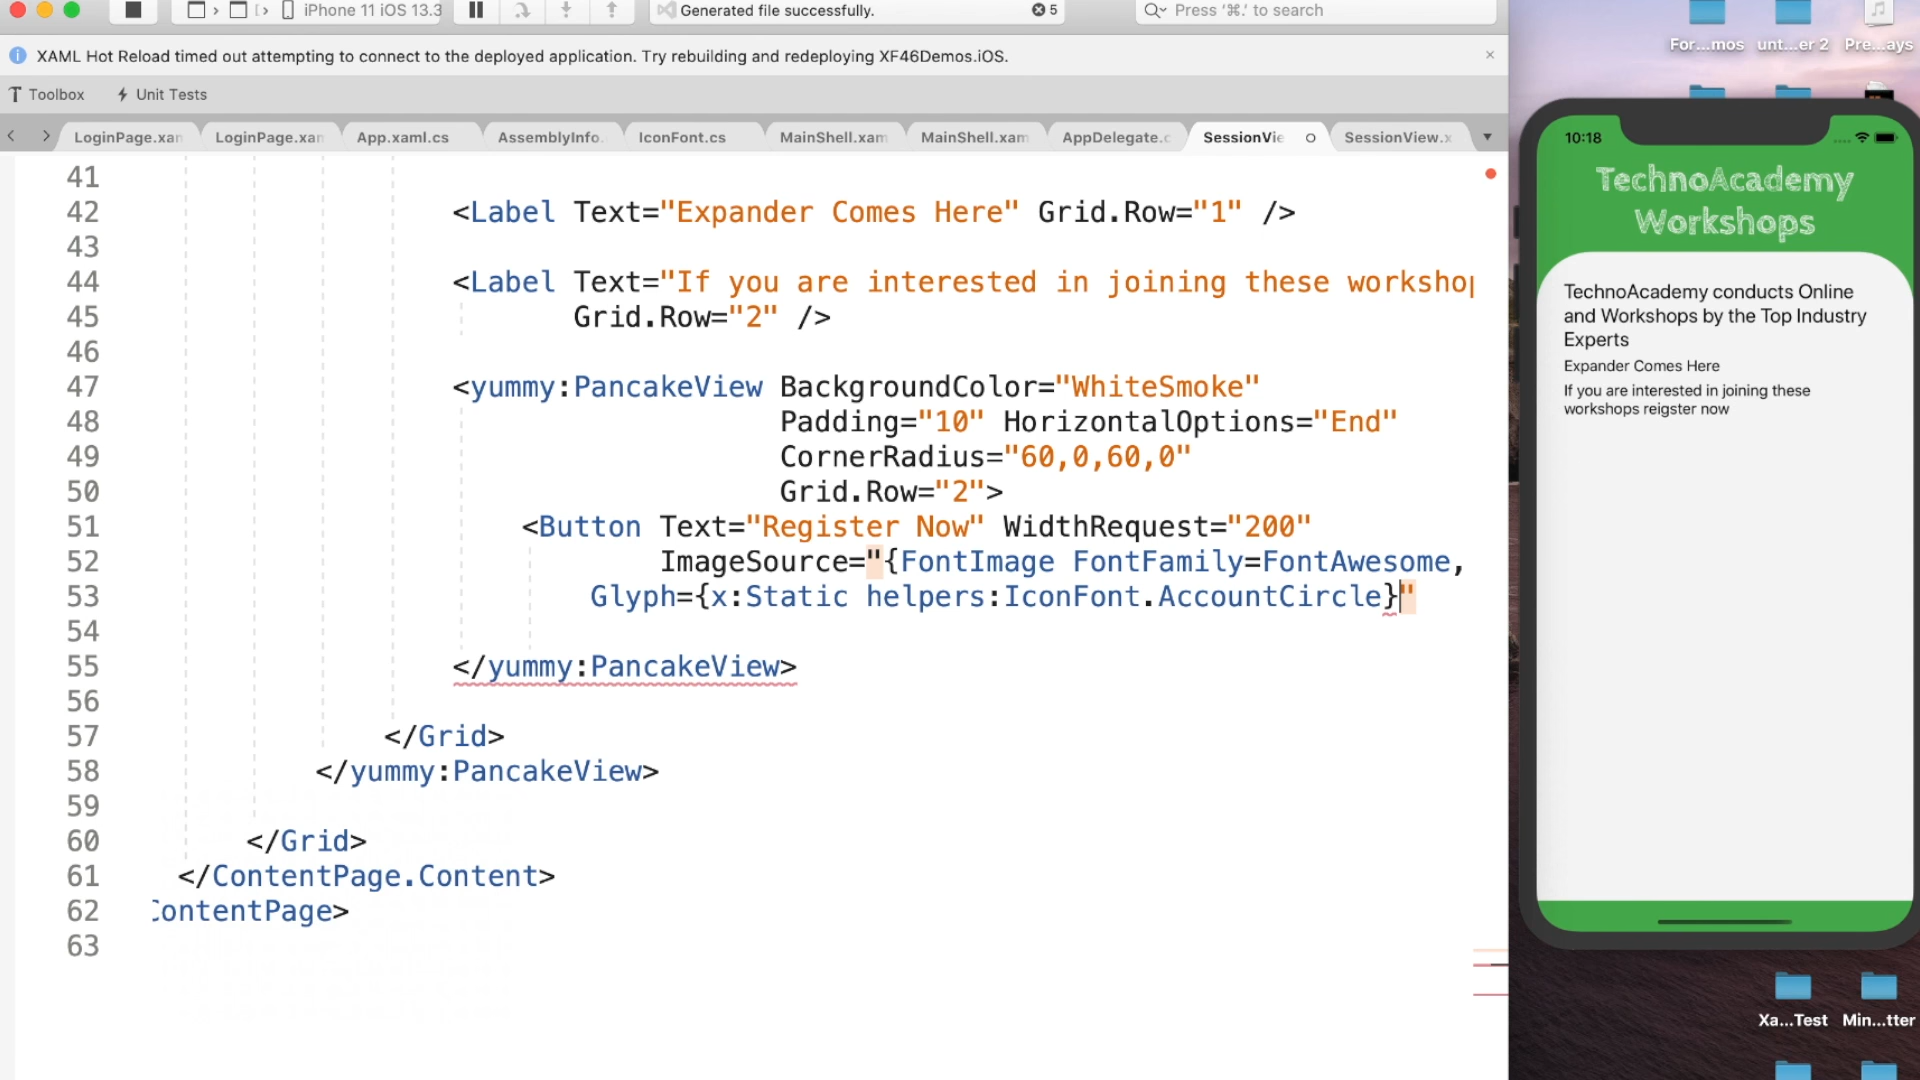 iPhone 11 iOS 13.3
Generated file successfully.
5
Press ‘⌘.’ to search
XAML Hot Reload timed out attempting to connect to the deployed application. Try rebuilding and redeploying XF46Demos.iOS.
Toolbox
Unit Tests
LoginPage.xan
LoginPage.xan
App.xaml.cs
AssemblyInfo.
IconFont.cs
MainShell.xam
MainShell.xam
AppDelegate.c
SessionVie
SessionView.x
41
42 <Label Text="Expander Comes Here" Grid.Row="1" />
43
44 <Label Text="If you are interested in joining these workshop
45 Grid.Row="2" />
46
47 <yummy:PancakeView BackgroundColor="WhiteSmoke"
48 Padding="10" HorizontalOptions="End"
49 CornerRadius="60,0,60,0"
50 Grid.Row="2">
51 <Button Text="Register Now" WidthRequest="200"
52 ImageSource="{FontImage FontFamily=FontAwesome,
53 Glyph={x:Static helpers:IconFont.AccountCircle}"
54
55 </yummy:PancakeView>
56
57 </Grid>
58 </yummy:PancakeView>
59
60 </Grid>
61 </ContentPage.Content>
62 ContentPage>
63
For...mos
unt...er 2
Pre...ays
10:18
TechnoAcademy
Workshops
TechnoAcademy conducts Online
and Workshops by the Top Industry
Experts
Expander Comes Here
If you are interested in joining these
workshops reigster now
Xa...Test
Min...tter